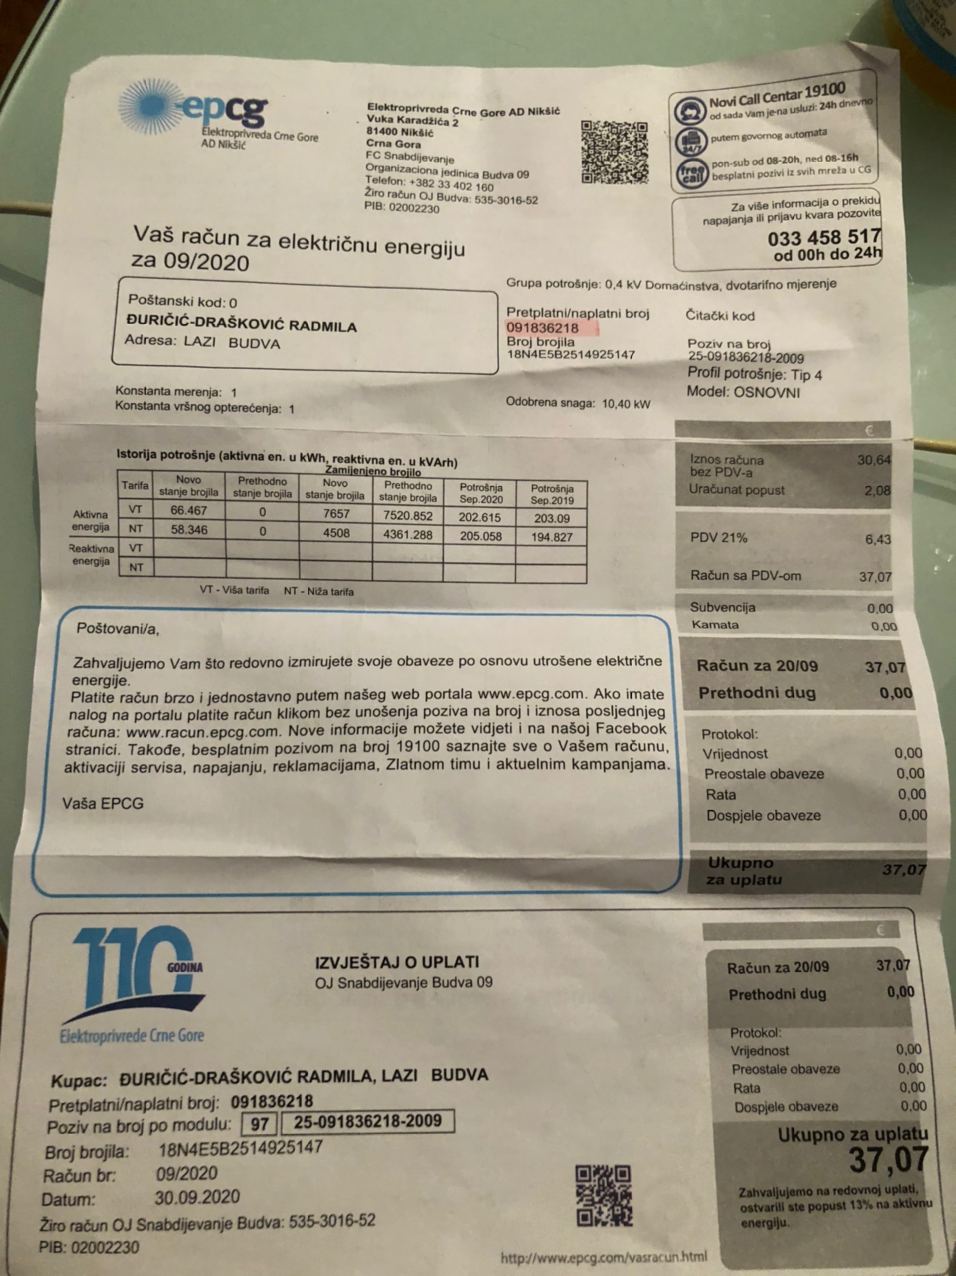 epcg
Elektroprivreda Crne Gore
AD Nikšić
Elektroprivreda Crne Gore AD Nikšić
Vuka Karadžića 2
81400 Nikšić
Crna Gora
FC Snabdijevanje
Organizaciona jedinica Budva 09
Telefon: +382 33 402 160
Žiro račun OJ Budva: 535-3016-52
PIB: 02002230
Novi Call Centar 19100
od sada Vam je na usluzi: 24h dnevno
24/7
putem govornog automata
free call
pon-sub od 08-20h, ned 08-16h
besplatni pozivi iz svih mreža u CG
Za više informacija o prekidu
napajanja ili prijavu kvara pozovite
033 458 517
od 00h do 24h
Vaš račun za električnu energiju
za 09/2020
Poštanski kod: 0
ĐURIČIĆ-DRAŠKOVIĆ RADMILA
Adresa: LAZI BUDVA
Grupa potrošnje: 0,4 kV Domaćinstva, dvotarifno mjerenje
Pretplatni/naplatni broj
091836218
Broj brojila
18N4E5B2514925147
Čitački kod
Poziv na broj
25-091836218-2009
Profil potrošnje: Tip 4
Model: OSNOVNI
Konstanta merenja: 1
Konstanta vršnog opterećenja: 1
Odobrena snaga: 10,40 kW
Istorija potrošnje (aktivna en. u kWh, reaktivna en. u kVArh)
Zamijenjeno brojilo
Tarifa Novo stanje brojila Prethodno stanje brojila Novo stanje brojila Prethodno stanje brojila Potrošnja Sep.2020 Potrošnja Sep.2019
Aktivna energija VT 66.467 0 7657 7520.852 202.615 203.09
NT 58.346 0 4508 4361.288 205.058 194.827
Reaktivna energija VT
NT
VT - Viša tarifa NT - Niža tarifa
€
Iznos računa bez PDV-a 30,64
Uračunat popust 2,08
PDV 21% 6,43
Račun sa PDV-om 37,07
Subvencija 0,00
Kamata 0,00
Račun za 20/09 37,07
Prethodni dug 0,00
Protokol:
Vrijednost 0,00
Preostale obaveze 0,00
Rata 0,00
Dospjele obaveze 0,00
Ukupno za uplatu 37,07
Poštovani/a,
Zahvaljujemo Vam što redovno izmirujete svoje obaveze po osnovu utrošene električne
energije.
Platite račun brzo i jednostavno putem našeg web portala www.epcg.com. Ako imate
nalog na portalu platite račun klikom bez unošenja poziva na broj i iznosa posljednjeg
računa: www.racun.epcg.com. Nove informacije možete vidjeti i na našoj Facebook
stranici. Takođe, besplatnim pozivom na broj 19100 saznajte sve o Vašem računu,
aktivaciji servisa, napajanju, reklamacijama, Zlatnom timu i aktuelnim kampanjama.
Vaša EPCG
110
GODINA
Elektroprivrede Crne Gore
IZVJEŠTAJ O UPLATI
OJ Snabdijevanje Budva 09
Kupac: ĐURIČIĆ-DRAŠKOVIĆ RADMILA, LAZI BUDVA
Pretplatni/naplatni broj: 091836218
Poziv na broj po modulu: 97 25-091836218-2009
Broj brojila: 18N4E5B2514925147
Račun br: 09/2020
Datum: 30.09.2020
Žiro račun OJ Snabdijevanje Budva: 535-3016-52
PIB: 02002230
http://www.epcg.com/vasracun.html
€
Račun za 20/09 37,07
Prethodni dug 0,00
Protokol:
Vrijednost 0,00
Preostale obaveze 0,00
Rata 0,00
Dospjele obaveze 0,00
Ukupno za uplatu
37,07
Zahvaljujemo na redovnoj uplati,
ostvarili ste popust 13% na aktivnu
energiju.